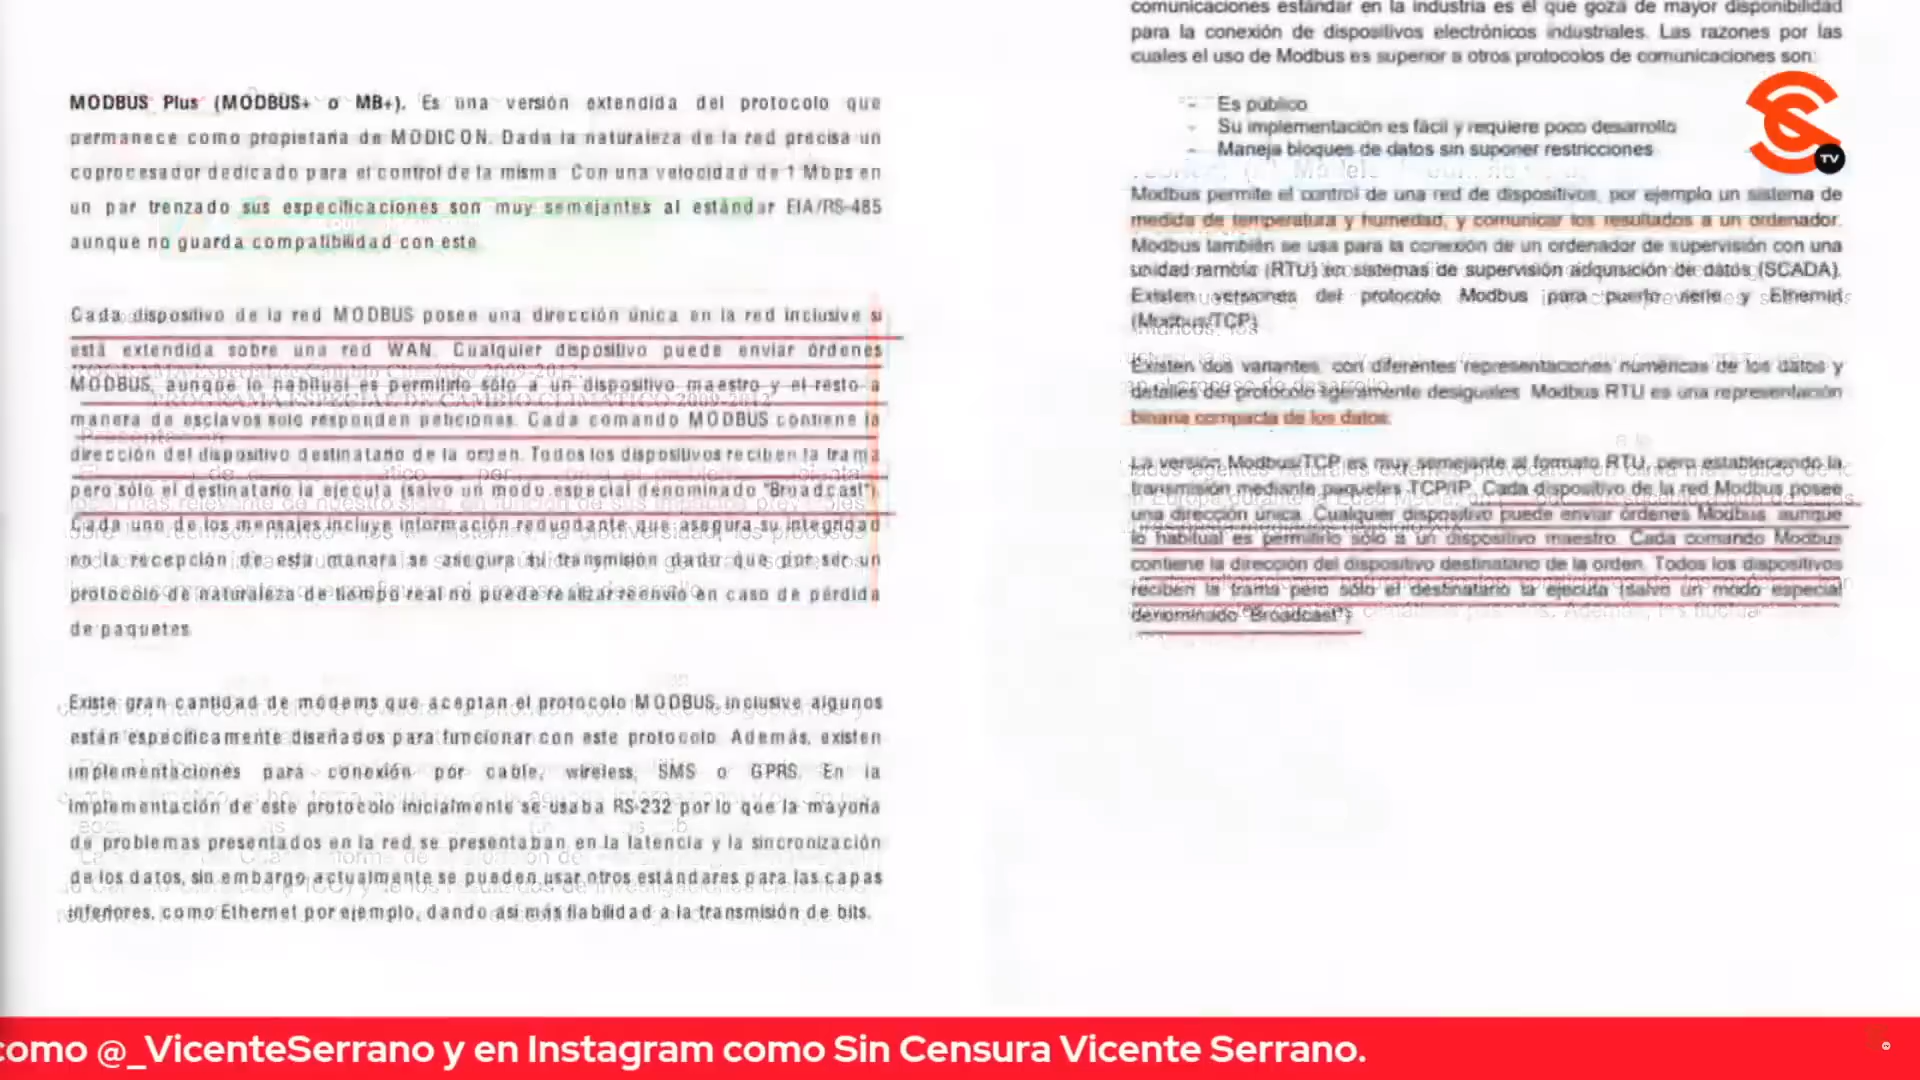 MODBUS Plus (MODBUS+ o MB+). Es una versión extendida del protocolo que
permanece como propietaria de MODICON. Dada la naturaleza de la red precisa un
coprocesador dedicado para el control de la misma. Con una velocidad de 1 Mbps en
un par trenzado sus especificaciones son muy semejantes al estándar EIA/RS-485
aunque no guarda compatibilidad con este.
Cada dispositivo de la red MODBUS posee una dirección única en la red inclusive si
está extendida sobre una red WAN. Cualquier dispositivo puede enviar órdenes
MODBUS, aunque lo habitual es permitirlo sólo a un dispositivo maestro y el resto a
manera de esclavos solo responden peticiones. Cada comando MODBUS contiene la
dirección del dispositivo destinatario de la orden. Todos los dispositivos reciben la trama
pero sólo el destinatario la ejecuta (salvo un modo especial denominado "Broadcast").
Cada uno de los mensajes incluye información redundante que asegura su integridad
en la recepción de esta manera se asegura su transmisión dado que por ser un
protocolo de naturaleza de tiempo real no puede realizar reenvío en caso de pérdida
de paquetes.
Existe gran cantidad de módems que aceptan el protocolo MODBUS, inclusive algunos
están específicamente diseñados para funcionar con este protocolo. Además, existen
implementaciones para conexión por cable, wireless, SMS o GPRS. En la
implementación de este protocolo inicialmente se usaba RS-232 por lo que la mayoría
de problemas presentados en la red se presentaban en la latencia y la sincronización
de los datos, sin embargo actualmente se pueden usar otros estándares para las capas
inferiores, como Ethernet por ejemplo, dando así más fiabilidad a la transmisión de bits.
PROGRAMA ESPECIAL DE CAMBIO CLIMÁTICO 2009-2012
comunicaciones estándar en la industria es el que goza de mayor disponibilidad
para la conexión de dispositivos electrónicos industriales. Las razones por las
cuales el uso de Modbus es superior a otros protocolos de comunicaciones son:
- Es público
- Su implementación es fácil y requiere poco desarrollo
- Maneja bloques de datos sin suponer restricciones
Modbus permite el control de una red de dispositivos, por ejemplo un sistema de
medida de temperatura y humedad, y comunicar los resultados a un ordenador.
Modbus también se usa para la conexión de un ordenador de supervisión con una
unidad remota (RTU) en sistemas de supervisión adquisición de datos (SCADA).
Existen versiones del protocolo Modbus para puerto serie y Ethernet
(Modbus/TCP).
Existen dos variantes, con diferentes representaciones numéricas de los datos y
detalles del protocolo ligeramente desiguales. Modbus RTU es una representación
binaria compacta de los datos.
La versión Modbus/TCP es muy semejante al formato RTU, pero estableciendo la
transmisión mediante paquetes TCP/IP. Cada dispositivo de la red Modbus posee
una dirección única. Cualquier dispositivo puede enviar órdenes Modbus, aunque
lo habitual es permitirlo sólo a un dispositivo maestro. Cada comando Modbus
contiene la dirección del dispositivo destinatario de la orden. Todos los dispositivos
reciben la trama pero sólo el destinatario la ejecuta (salvo un modo especial
denominado "Broadcast").
TV
como @_VicenteSerrano y en Instagram como Sin Censura Vicente Serrano.